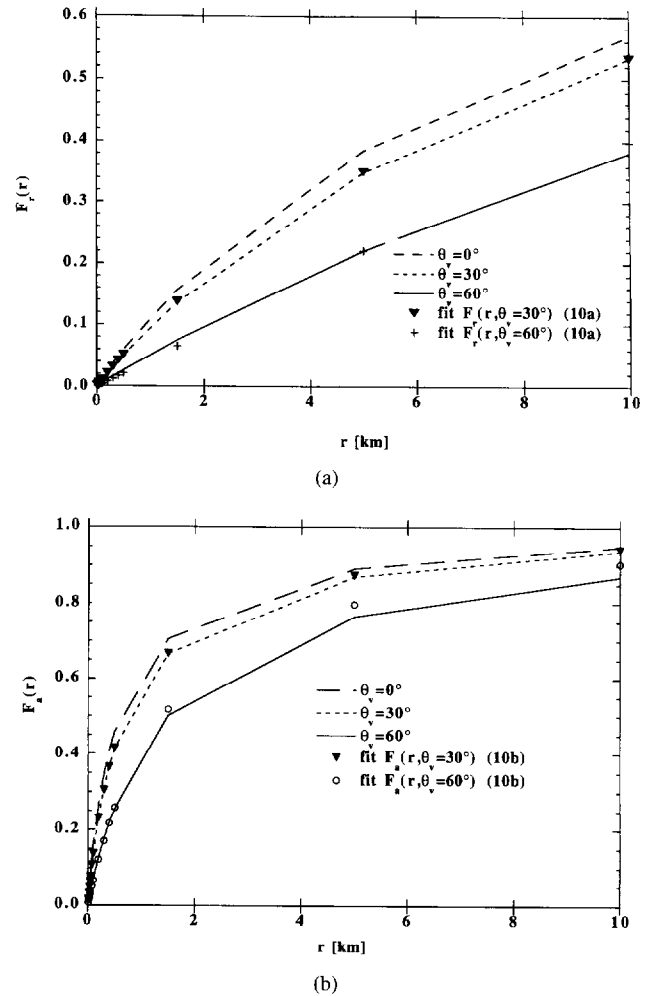 0.6
0.5
0.4
0.3
0.2
0.1
0.0
F_r(r)
θ_v=0°
θ_v=30°
θ_v=60°
fit F_r(r,θ_v=30°) (10a)
fit F_r(r,θ_v=60°) (10a)
0 2 4 6 8 10
r [km]
(a)
1.0
0.8
0.6
0.4
0.2
0.0
F_a(r)
θ_v=0°
θ_v=30°
θ_v=60°
fit F_a(r,θ_v=30°) (10b)
fit F_a(r,θ_v=60°) (10b)
0 2 4 6 8 10
r [km]
(b)